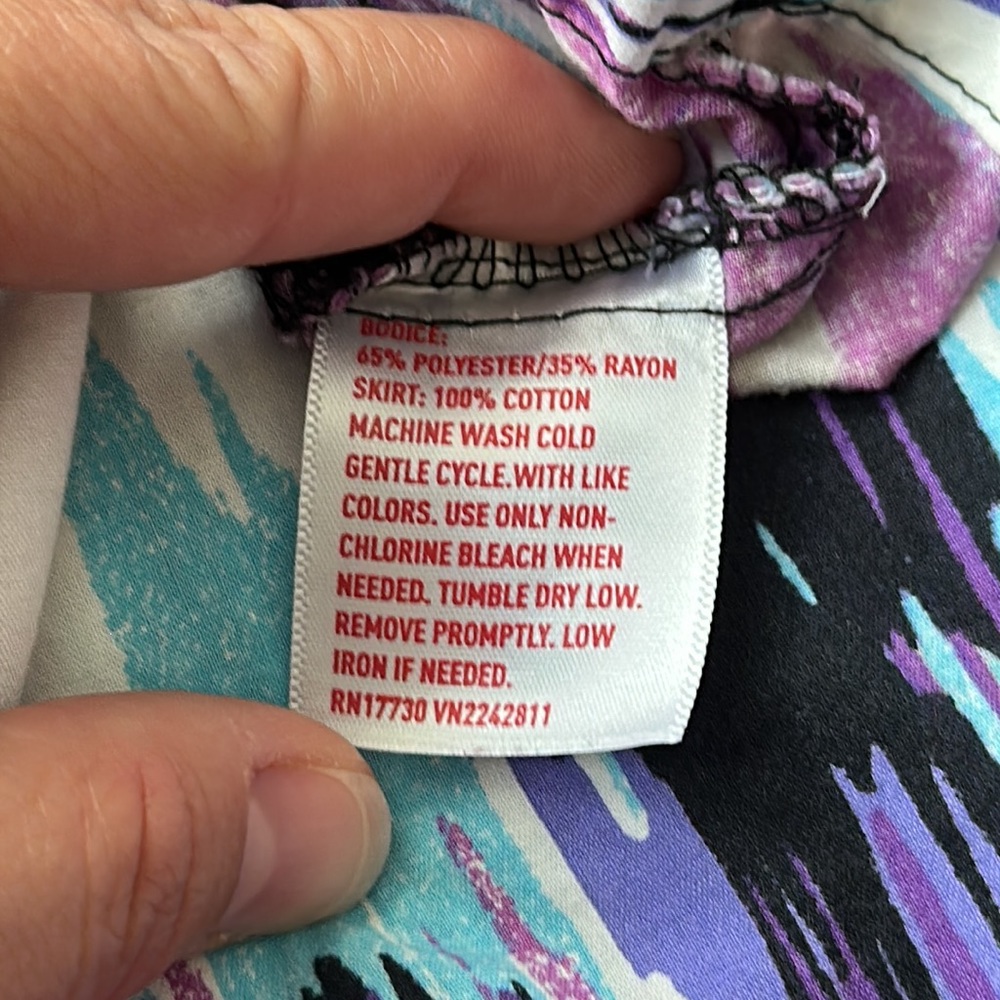 BODICE:
65% POLYESTER/35% RAYON
SKIRT: 100% COTTON
MACHINE WASH COLD
GENTLE CYCLE.WITH LIKE
COLORS. USE ONLY NON-
CHLORINE BLEACH WHEN
NEEDED. TUMBLE DRY LOW.
REMOVE PROMPTLY. LOW
IRON IF NEEDED.
RN17730 VN2242811